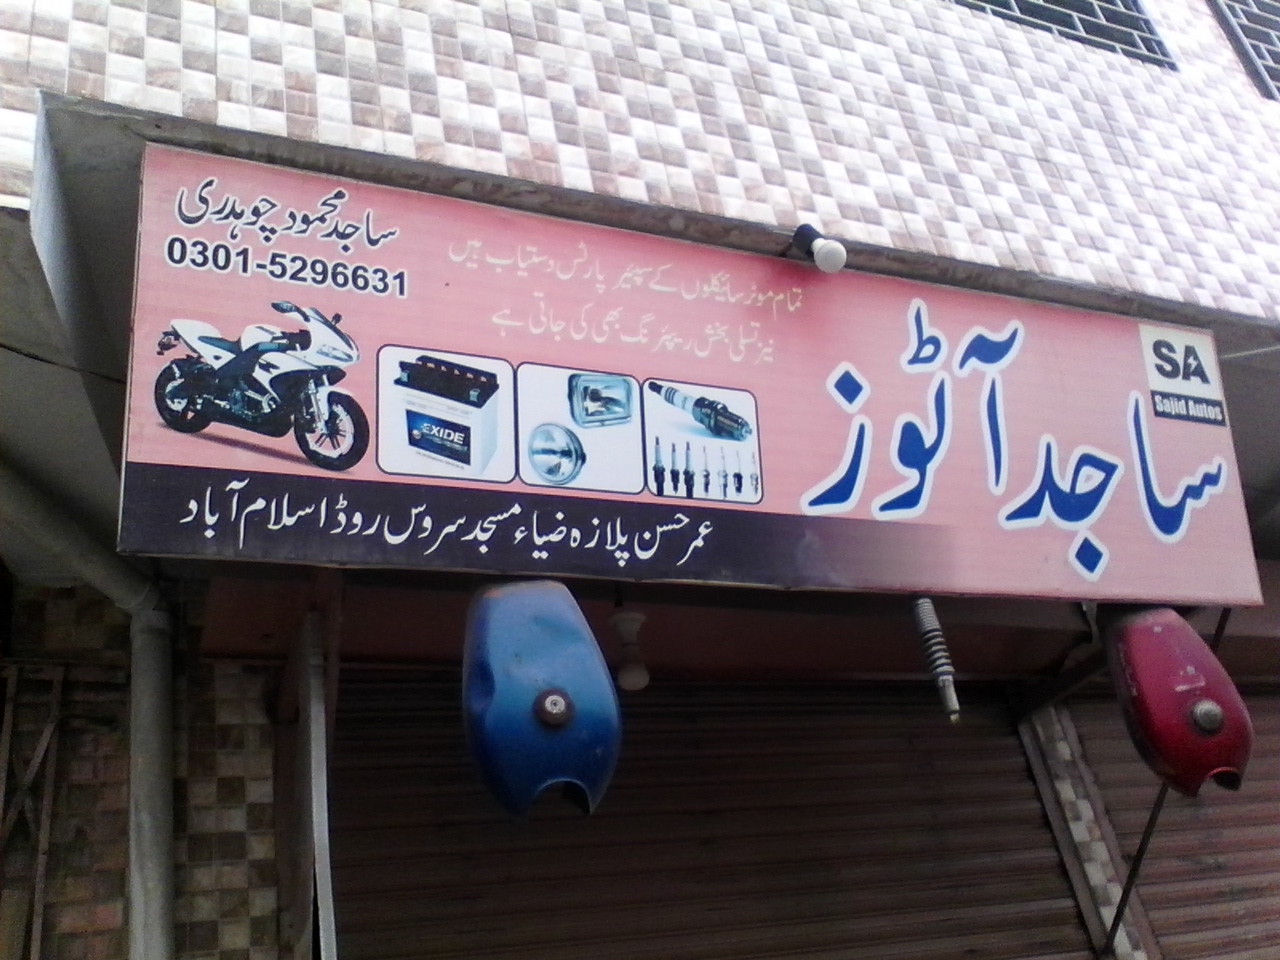 ساجد محمود چوہدری
0301-5296631
تمام موٹر سائیکلوں کے سپئیر پارٹس دستیاب ہیں
نیز تسلی بخش ریپئرنگ بھی کی جاتی ہے
SA
Sajid Autos
ساجد آٹوز
EXIDE
عمر حسن پلازہ ضیاء مسجد سروس روڈ اسلام آباد